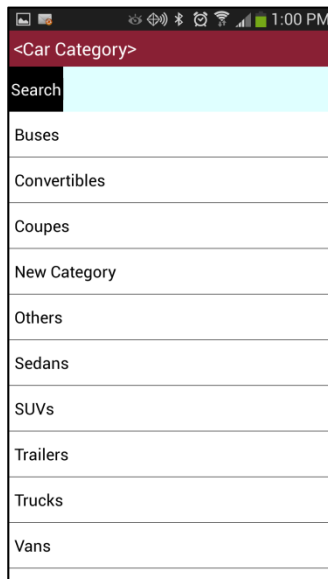 1:00 PM
<Car Category>
Search
Buses
Convertibles
Coupes
New Category
Others
Sedans
SUVs
Trailers
Trucks
Vans